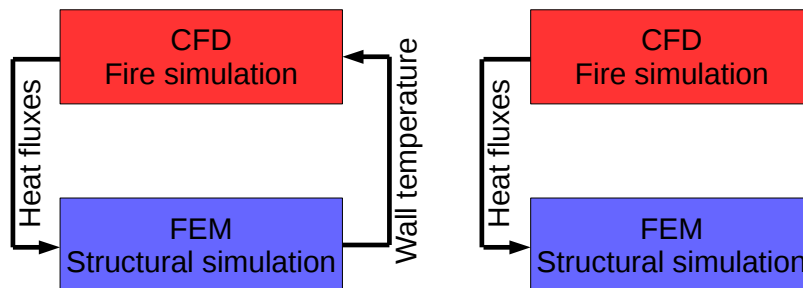 CFD
Fire simulation
Heat fluxes
Wall temperature
FEM
Structural simulation
CFD
Fire simulation
Heat fluxes
FEM
Structural simulation